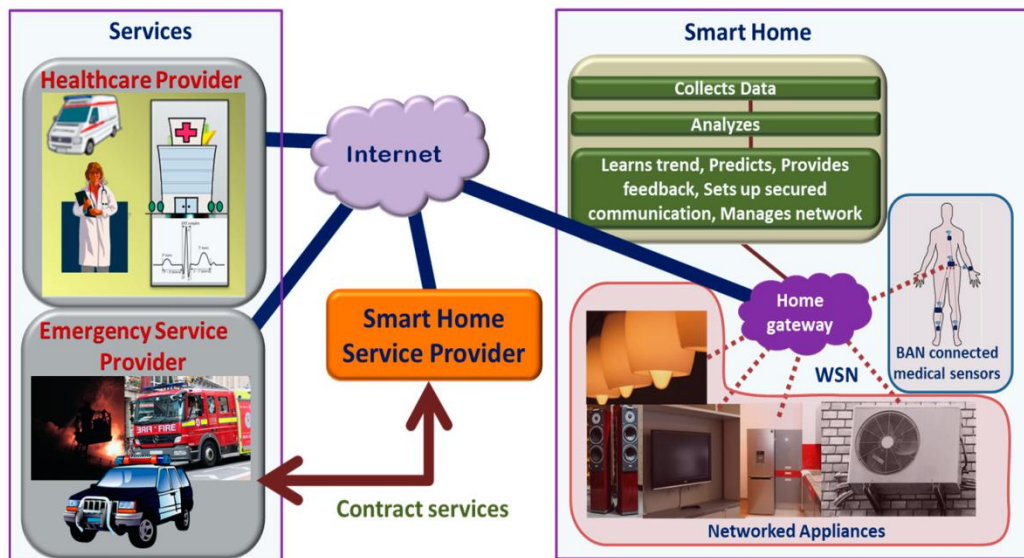 Services
Healthcare Provider
Emergency Service
Provider
Internet
Smart Home
Service Provider
Contract services
Smart Home
Collects Data
Analyzes
Learns trend, Predicts, Provides
feedback, Sets up secured
communication, Manages network
Home
gateway
WSN
BAN connected
medical sensors
Networked Appliances